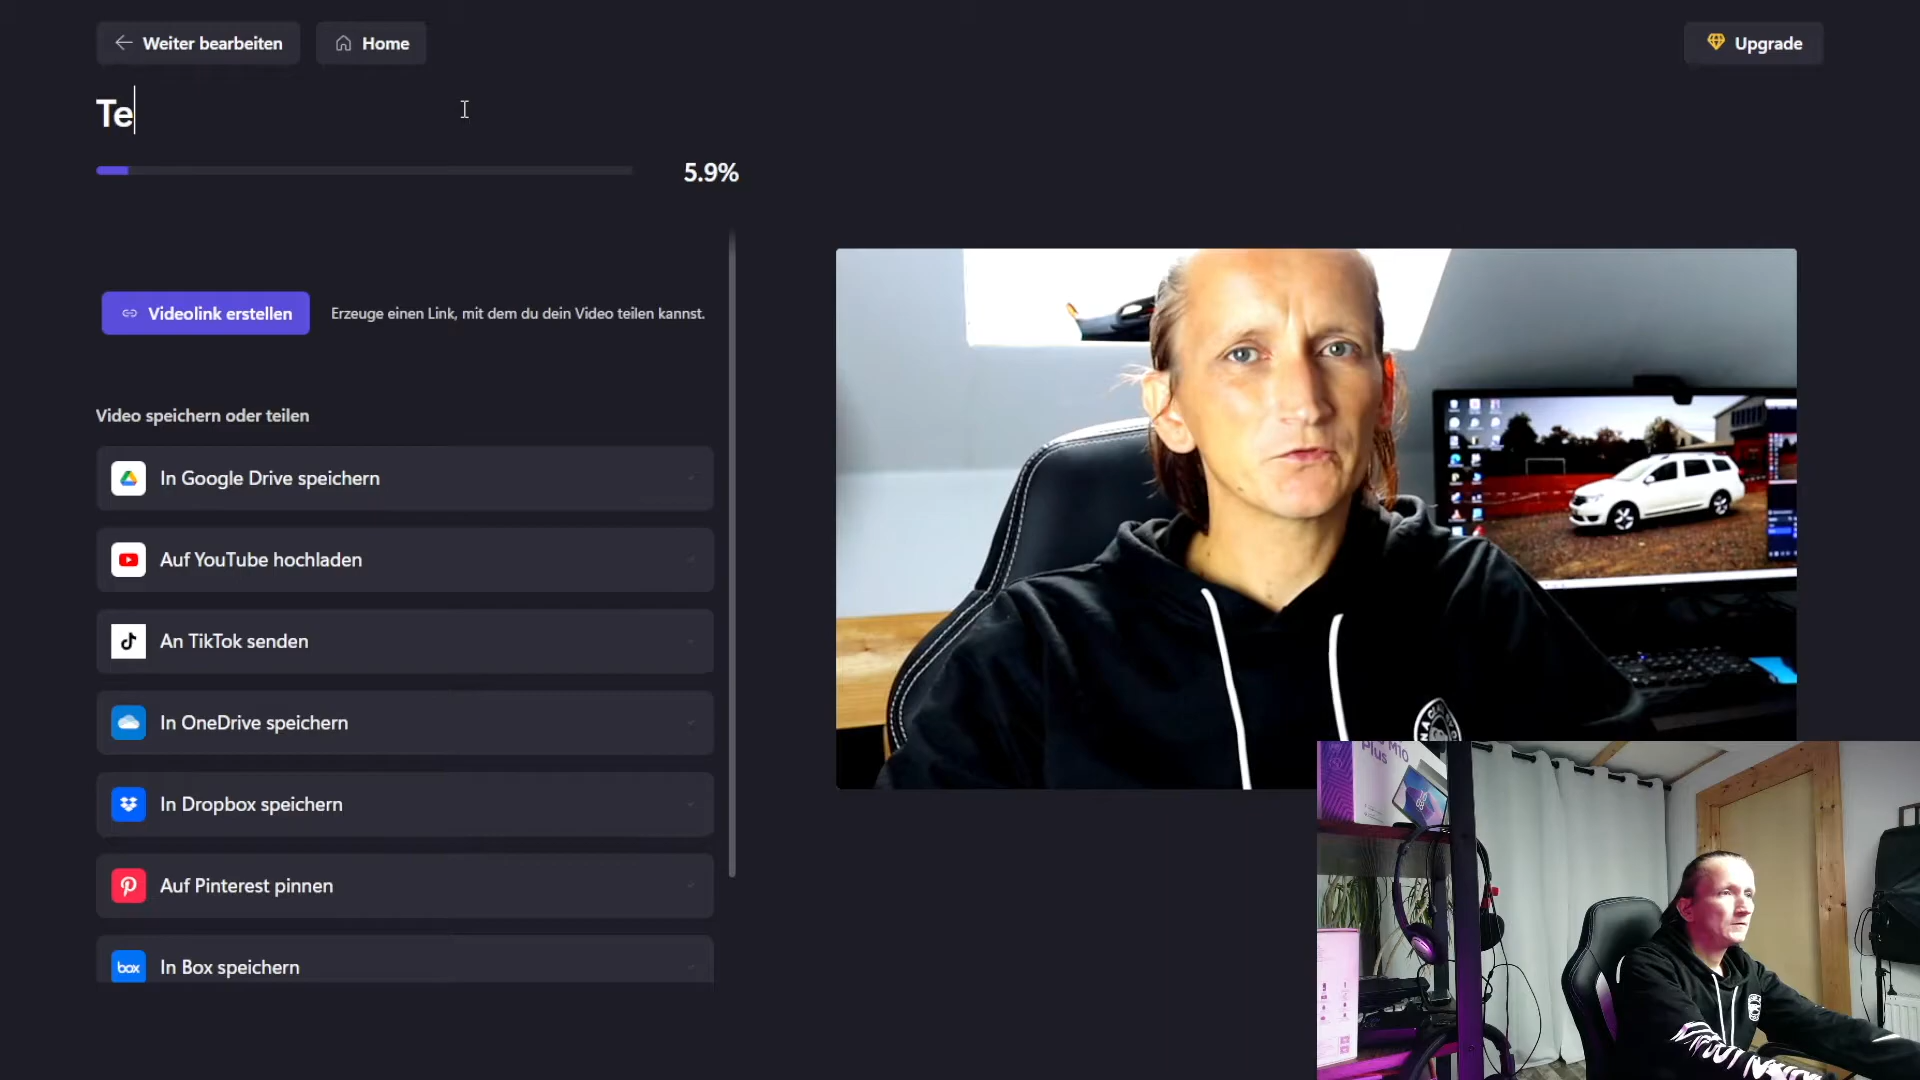 Weiter bearbeiten
Home
Upgrade
Te
5.9%
Videolink erstellen
Erzeuge einen Link, mit dem du dein Video teilen kannst.
Video speichern oder teilen
In Google Drive speichern
Auf YouTube hochladen
An TikTok senden
In OneDrive speichern
In Dropbox speichern
Auf Pinterest pinnen
box
In Box speichern
M10
Plus